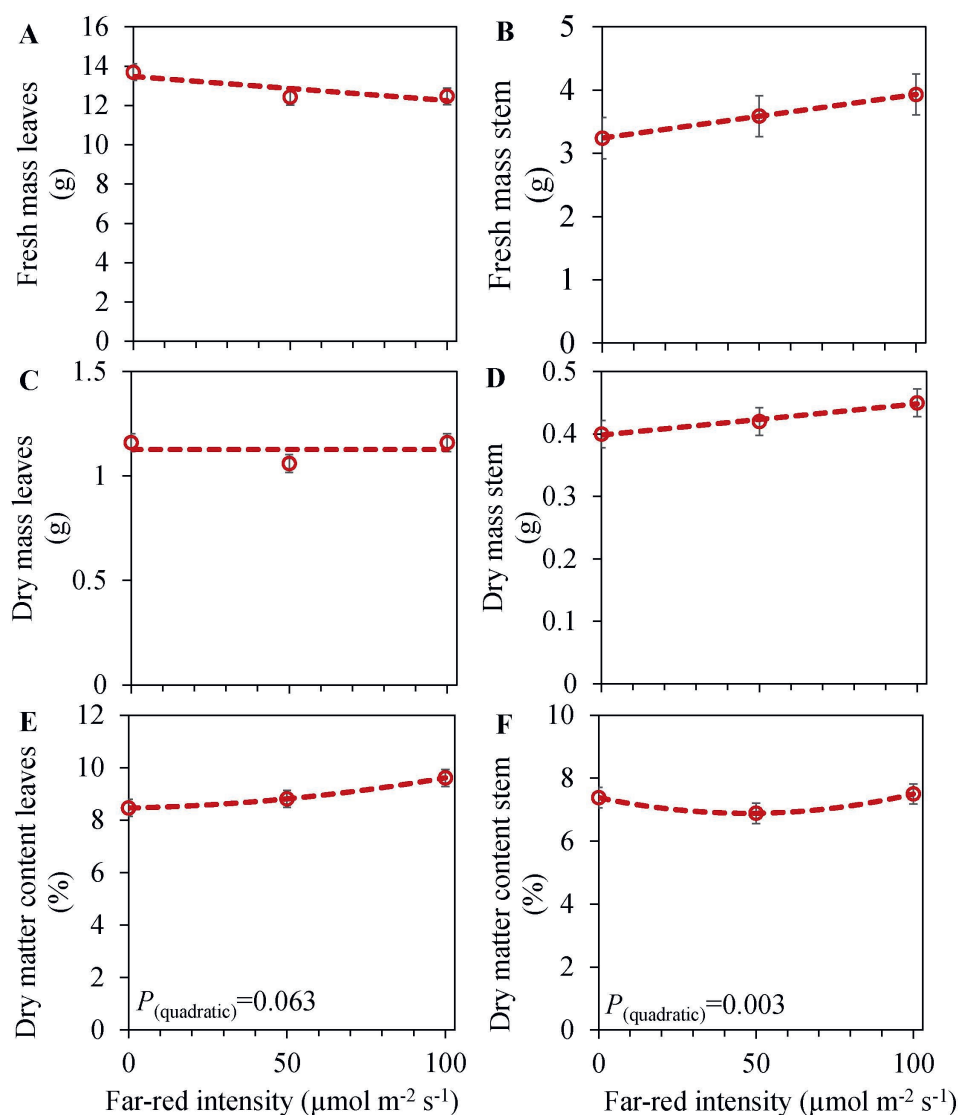 A
Fresh mass leaves
(g)
16
14
12
10
8
6
4
2
0
B
Fresh mass stem
(g)
5
4
3
2
1
0
C
Dry mass leaves
(g)
1.5
1
0.5
0
D
Dry mass stem
(g)
0.5
0.4
0.3
0.2
0.1
0
E
Dry matter content leaves
(%)
12
10
8
6
4
2
0
P(quadratic)=0.063
0 50 100
Far-red intensity (µmol m⁻² s⁻¹)
F
Dry matter content stem
(%)
10
8
6
4
2
0
P(quadratic)=0.003
0 50 100
Far-red intensity (µmol m⁻² s⁻¹)